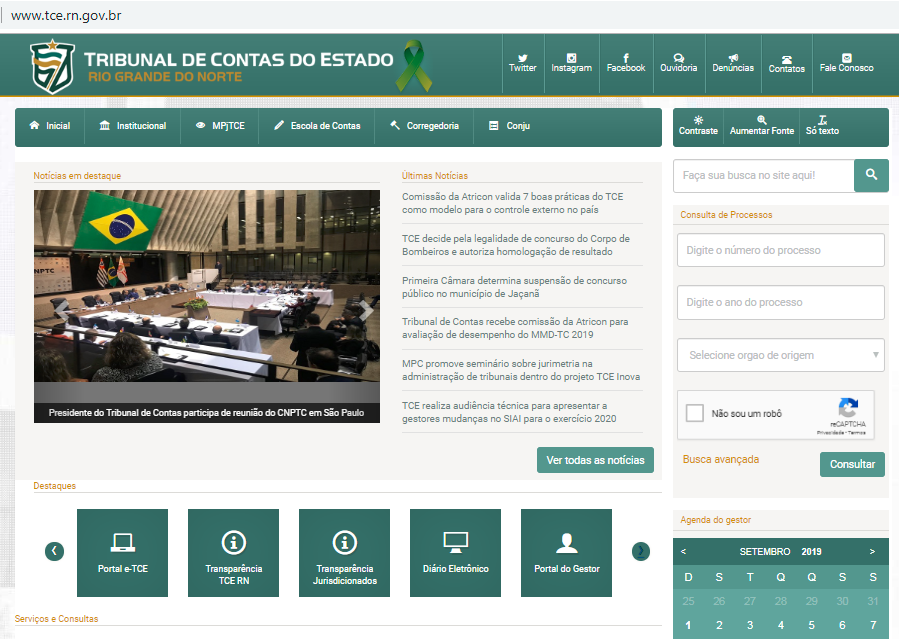 www.tce.rn.gov.br
TRIBUNAL DE CONTAS DO ESTADO
RIO GRANDE DO NORTE
Twitter
Instagram
Facebook
Ouvidoria
Denúncias
Contatos
Fale Conosco
Inicial
Institucional
MPjTCE
Escola de Contas
Corregedoria
Conju
Contraste
Aumentar Fonte
Só texto
Notícias em destaque
NPTC
Presidente do Tribunal de Contas participa de reunião do CNPTC em São Paulo
Últimas Notícias
Comissão da Atricon valida 7 boas práticas do TCE
como modelo para o controle externo no país
TCE decide pela legalidade de concurso do Corpo de
Bombeiros e autoriza homologação de resultado
Primeira Câmara determina suspensão de concurso
público no município de Jaçanã
Tribunal de Contas recebe comissão da Atricon para
avaliação de desempenho do MMD-TC 2019
MPC promove seminário sobre jurimetria na
administração de tribunais dentro do projeto TCE Inova
TCE realiza audiência técnica para apresentar a
gestores mudanças no SIAI para o exercício 2020
Ver todas as notícias
Faça sua busca no site aqui!
Consulta de Processos
Digite o número do processo
Digite o ano do processo
Selecione orgao de origem
Não sou um robô
reCAPTCHA
Privacidade - Termos
Busca avançada
Consultar
Destaques
Portal e-TCE
Transparência
TCE RN
Transparência
Jurisdicionados
Diário Eletrônico
Portal do Gestor
Serviços e Consultas
Agenda do gestor
< SETEMBRO 2019 >
D S T Q Q S S
25 26 27 28 29 30 31
1 2 3 4 5 6 7